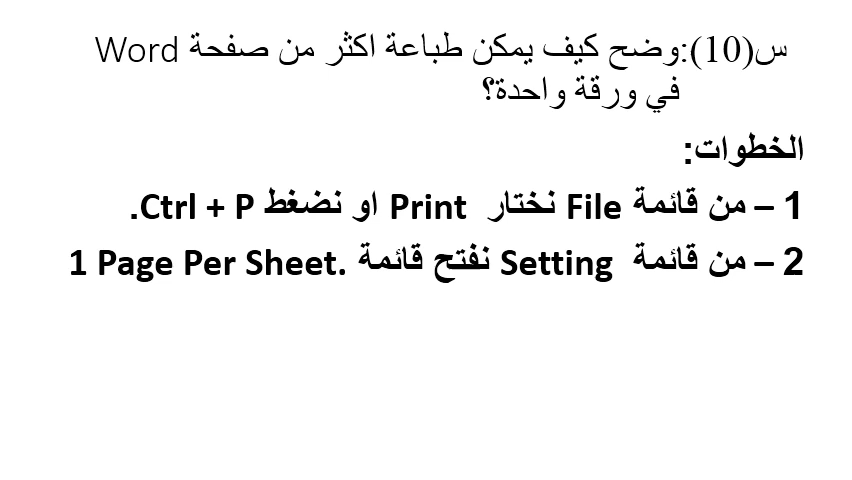 س(10):وضح كيف يمكن طباعة اكثر من صفحة Word
في ورقة واحدة؟
الخطوات:
1 – من قائمة File نختار Print او نضغط Ctrl + P.
2 – من قائمة Setting نفتح قائمة 1 Page Per Sheet.